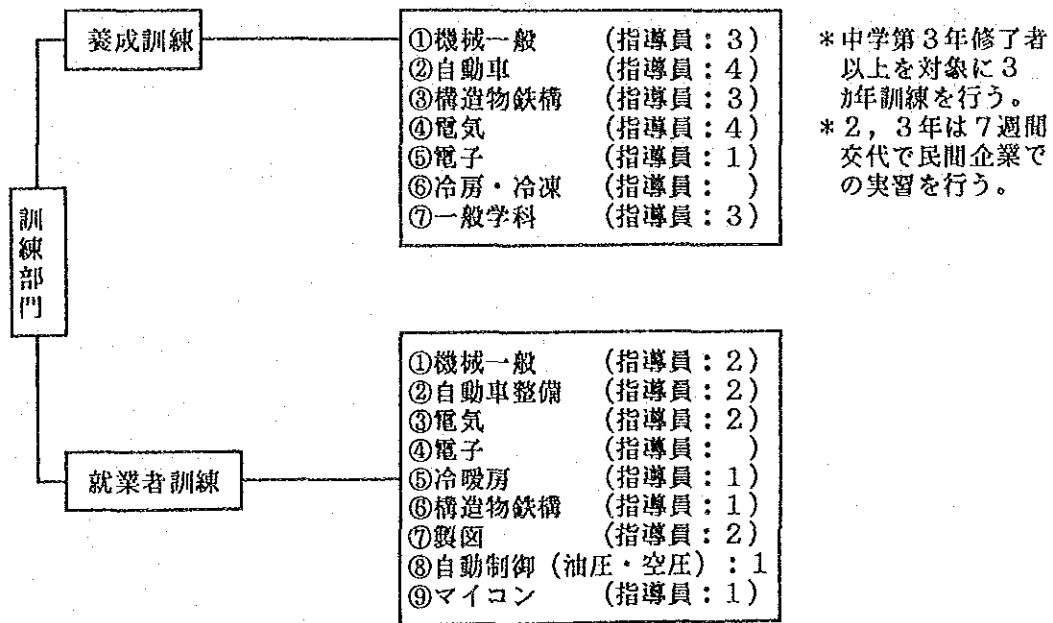 訓練部門
養成訓練
①機械一般 (指導員:3)
②自動車 (指導員:4)
③構造物鉄構 (指導員:3)
④電気 (指導員:4)
⑤電子 (指導員:1)
⑥冷房・冷凍 (指導員: )
⑦一般学科 (指導員:3)
*中学第3年修了者
以上を対象に3
カ年訓練を行う。
*2,3年は7週間
交代で民間企業で
の実習を行う。
就業者訓練
①機械一般 (指導員:2)
②自動車整備 (指導員:2)
③電気 (指導員:2)
④電子 (指導員: )
⑤冷暖房 (指導員:1)
⑥構造物鉄構 (指導員:1)
⑦製図 (指導員:2)
⑧自動制御(油圧・空圧):1
⑨マイコン (指導員:1)